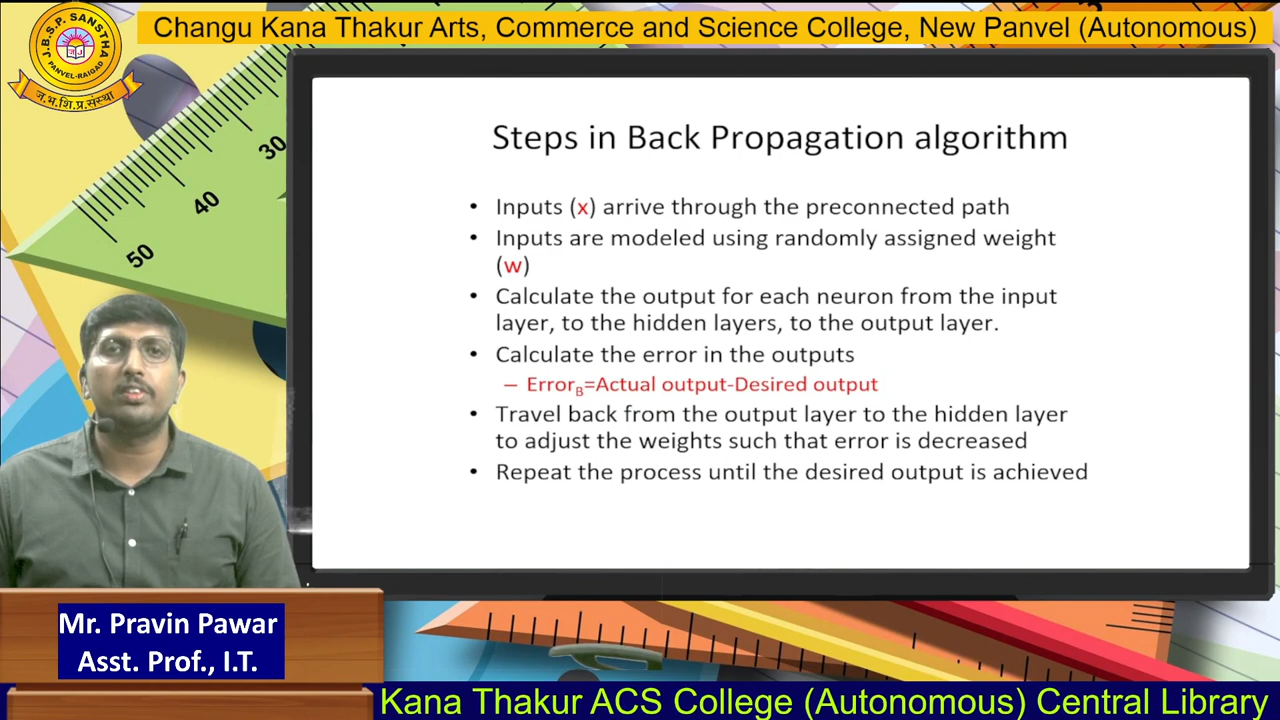 Changu Kana Thakur Arts, Commerce and Science College, New Panvel (Autonomous)
J.B.S.P. SANSTHA
PANVEL-RAIGAD
ज.भ.शि.प्र.संस्था
30
40
50
Steps in Back Propagation algorithm
• Inputs (x) arrive through the preconnected path
• Inputs are modeled using randomly assigned weight
(w)
• Calculate the output for each neuron from the input
layer, to the hidden layers, to the output layer.
• Calculate the error in the outputs
– ErrorB=Actual output-Desired output
• Travel back from the output layer to the hidden layer
to adjust the weights such that error is decreased
• Repeat the process until the desired output is achieved
Mr. Pravin Pawar
Asst. Prof., I.T.
Kana Thakur ACS College (Autonomous) Central Library